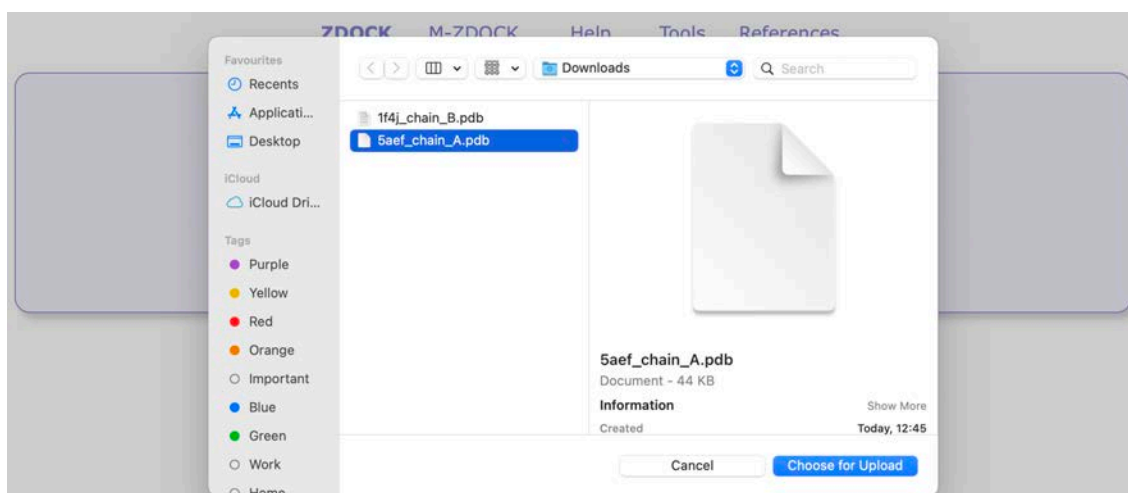 ZDOCK M-ZDOCK Help Tools References
Favourites
Recents
Applicati...
Desktop
iCloud
iCloud Dri...
Tags
Purple
Yellow
Red
Orange
Important
Blue
Green
Work
Home
Downloads
Search
1f4j_chain_B.pdb
5aef_chain_A.pdb
5aef_chain_A.pdb
Document - 44 KB
Information Show More
Created Today, 12:45
Cancel Choose for Upload